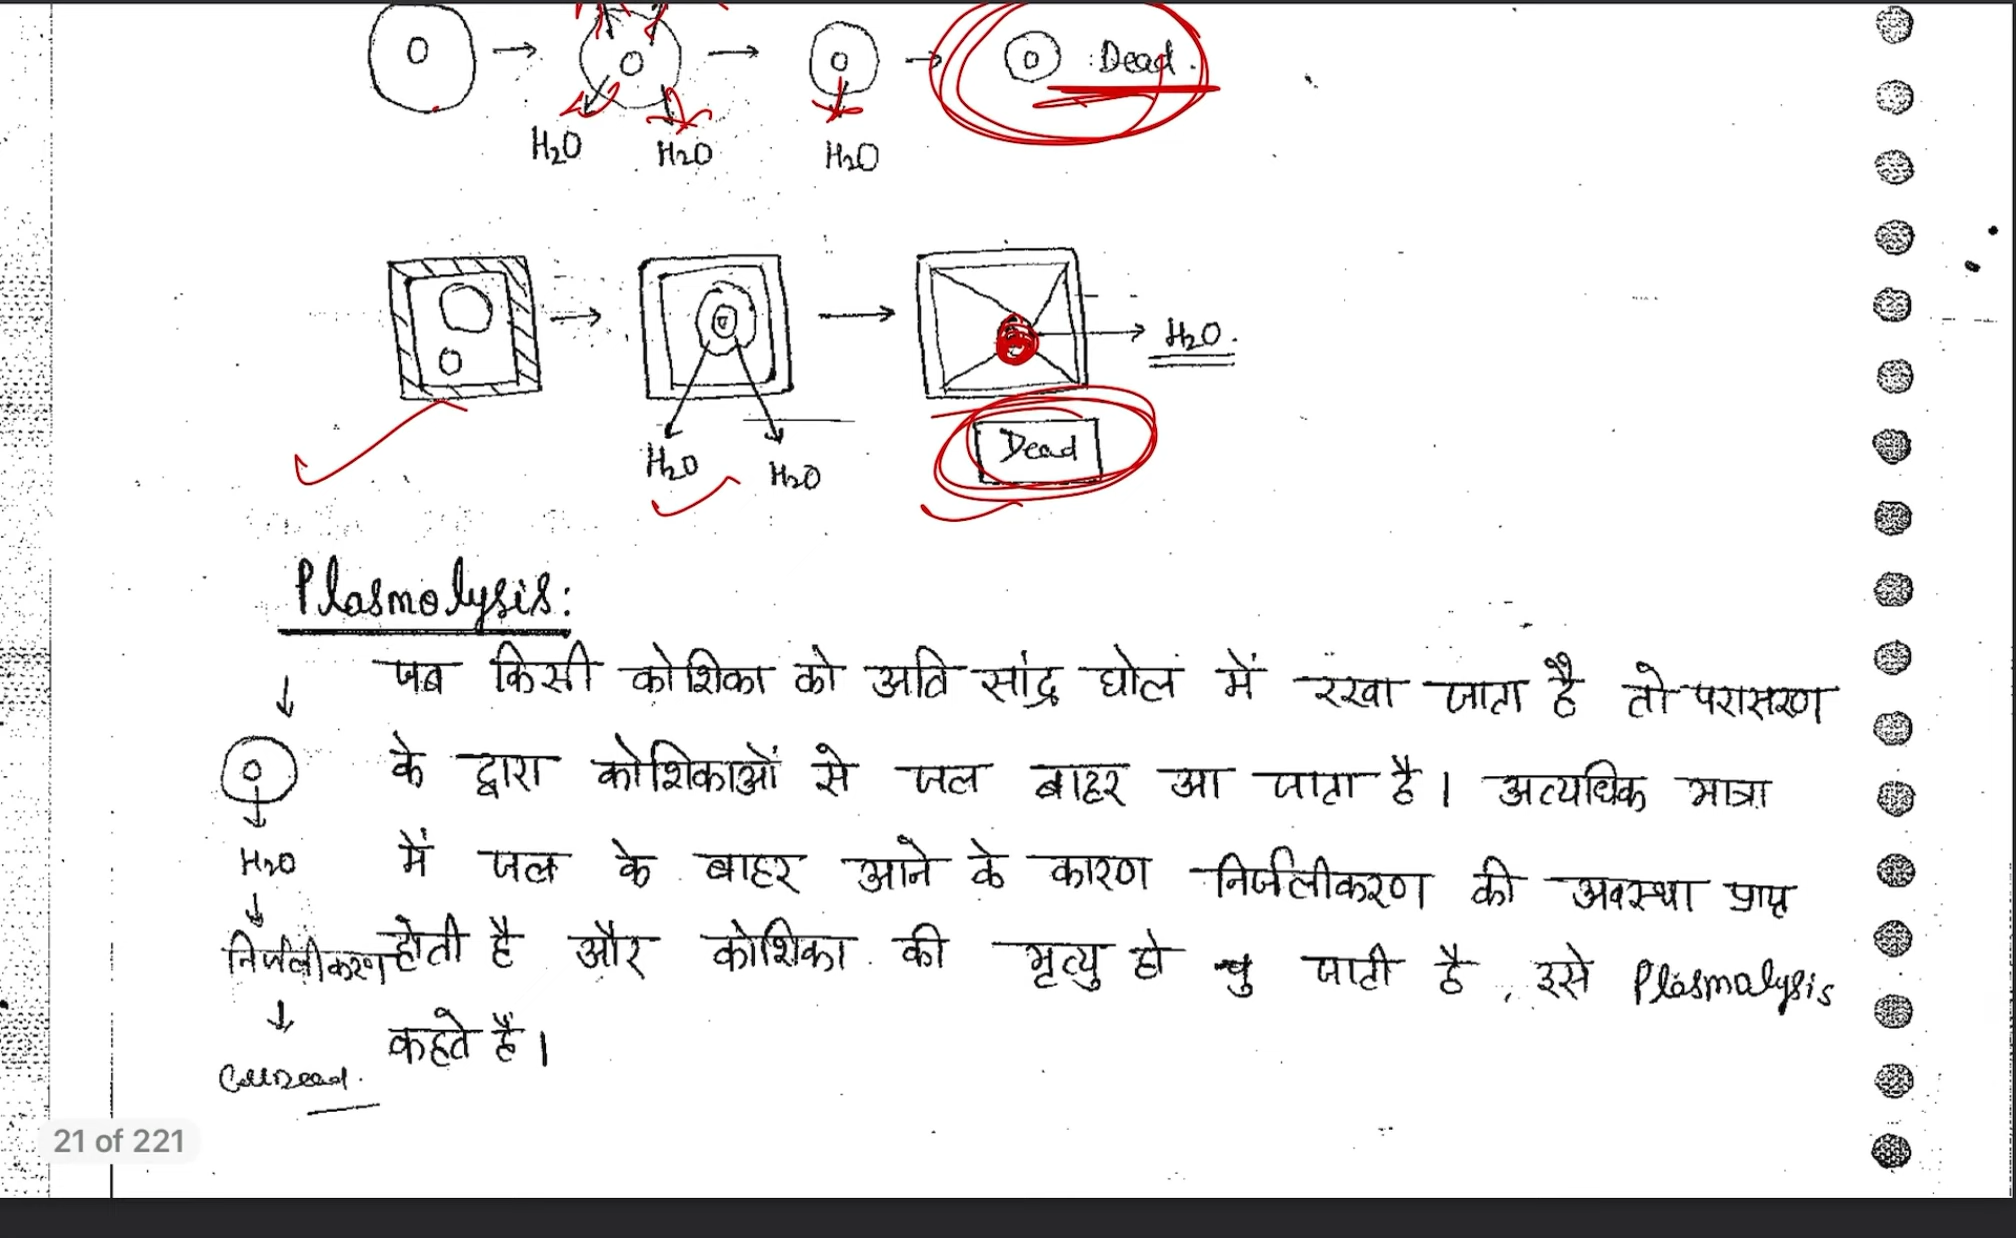 : Dead.
H₂O H₂O H₂O
H₂O.
Dead
H₂O H₂O
Plasmolysis:
जब किसी कोशिका को अति सांद्र घोल में रखा जाता है तो परासरण
के द्वारा कोशिकाओं से जल बाहर आ जाता है। अत्यधिक मात्रा
H₂O में जल के बाहर आने के कारण निर्जलीकरण की अवस्था प्राप्त
निर्जलीकरण होती है और कोशिका की मृत्यु हो जाती है, इसे Plasmolysis
कहते हैं।
Cell Dead.
21 of 221